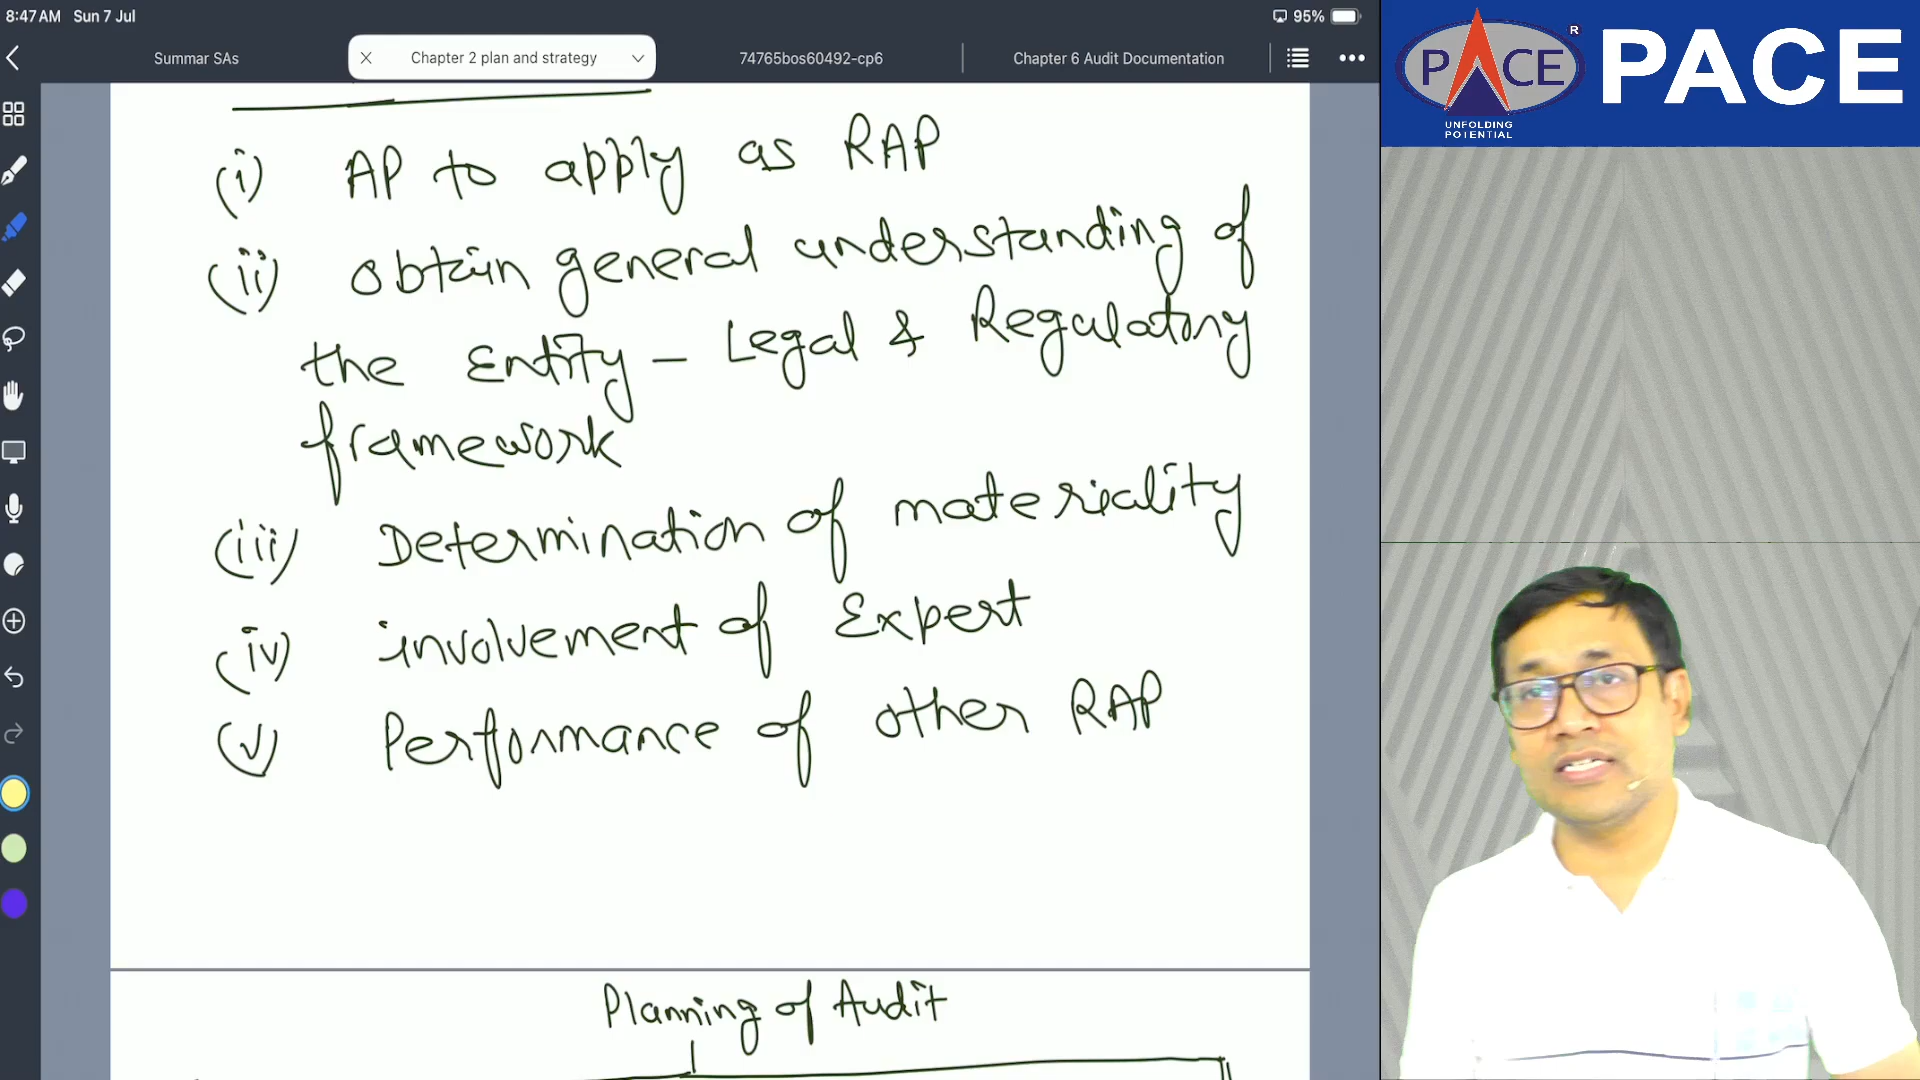 8:47 AM Sun 7 Jul
95%
Summar SAs
Chapter 2 plan and strategy
74765bos60492-cp6
Chapter 6 Audit Documentation
PACE
®
UNFOLDING
POTENTIAL
PACE
(i) AP to apply as RAP
(ii) Obtain general understanding of
the Entity - Legal & Regulatory
framework
(iii) Determination of materiality
(iv) involvement of Expert
(v) Performance of other RAP
Planning of Audit